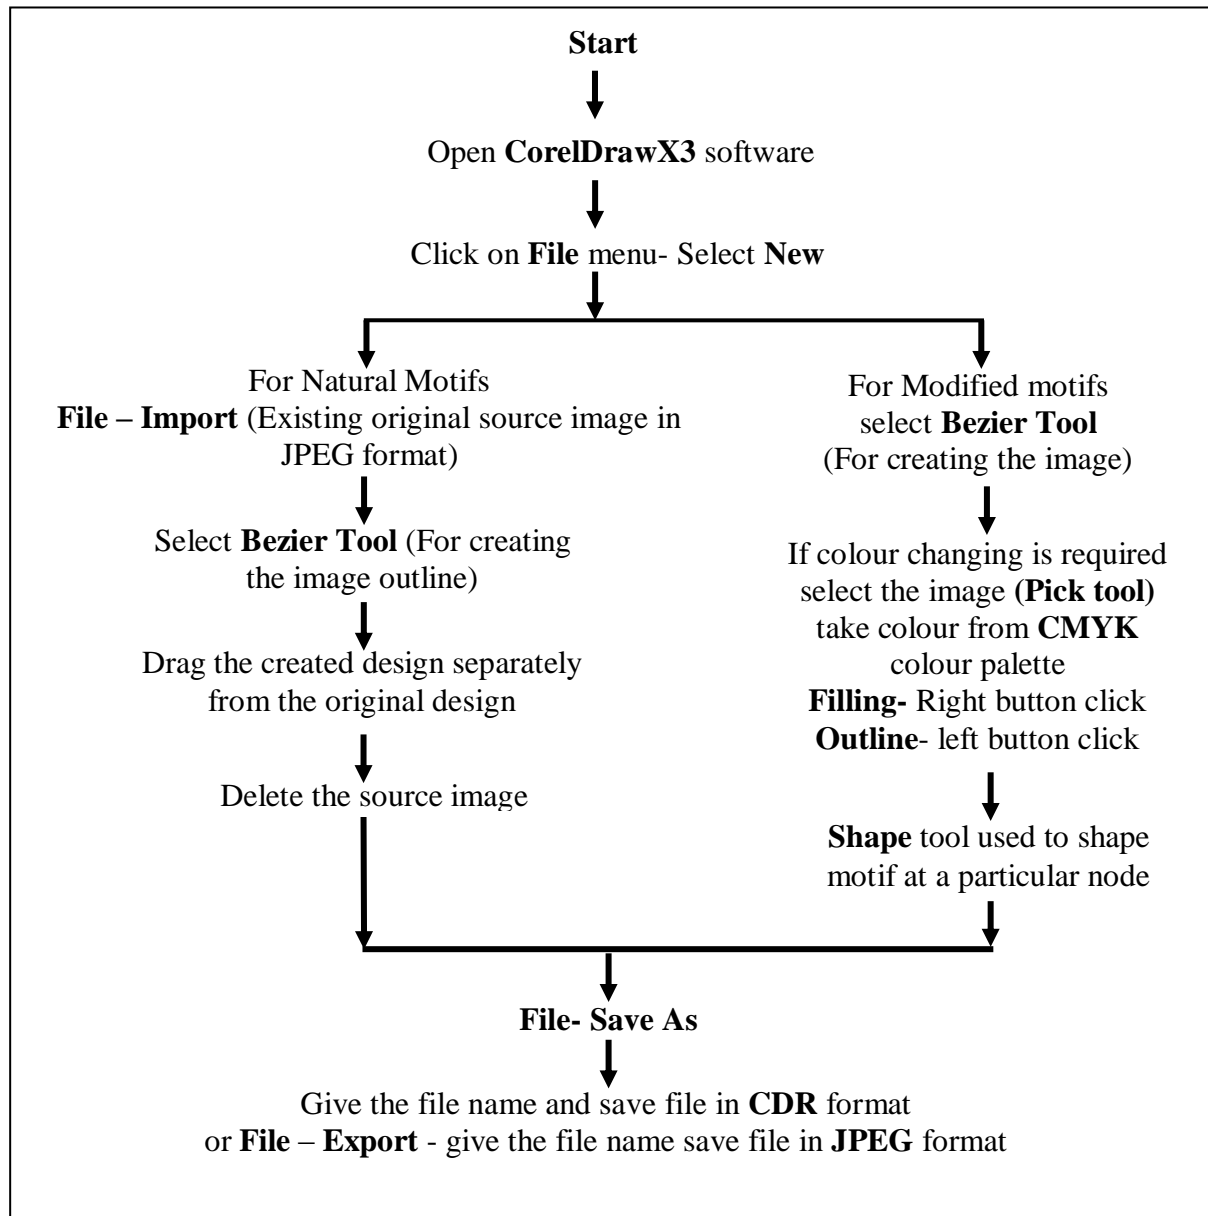 Start
Open CorelDrawX3 software
Click on File menu- Select New
For Natural Motifs
File – Import (Existing original source image in
JPEG format)
Select Bezier Tool (For creating
the image outline)
Drag the created design separately
from the original design
Delete the source image
For Modified motifs
select Bezier Tool
(For creating the image)
If colour changing is required
select the image (Pick tool)
take colour from CMYK
colour palette
Filling- Right button click
Outline- left button click
Shape tool used to shape
motif at a particular node
File- Save As
Give the file name and save file in CDR format
or File – Export - give the file name save file in JPEG format